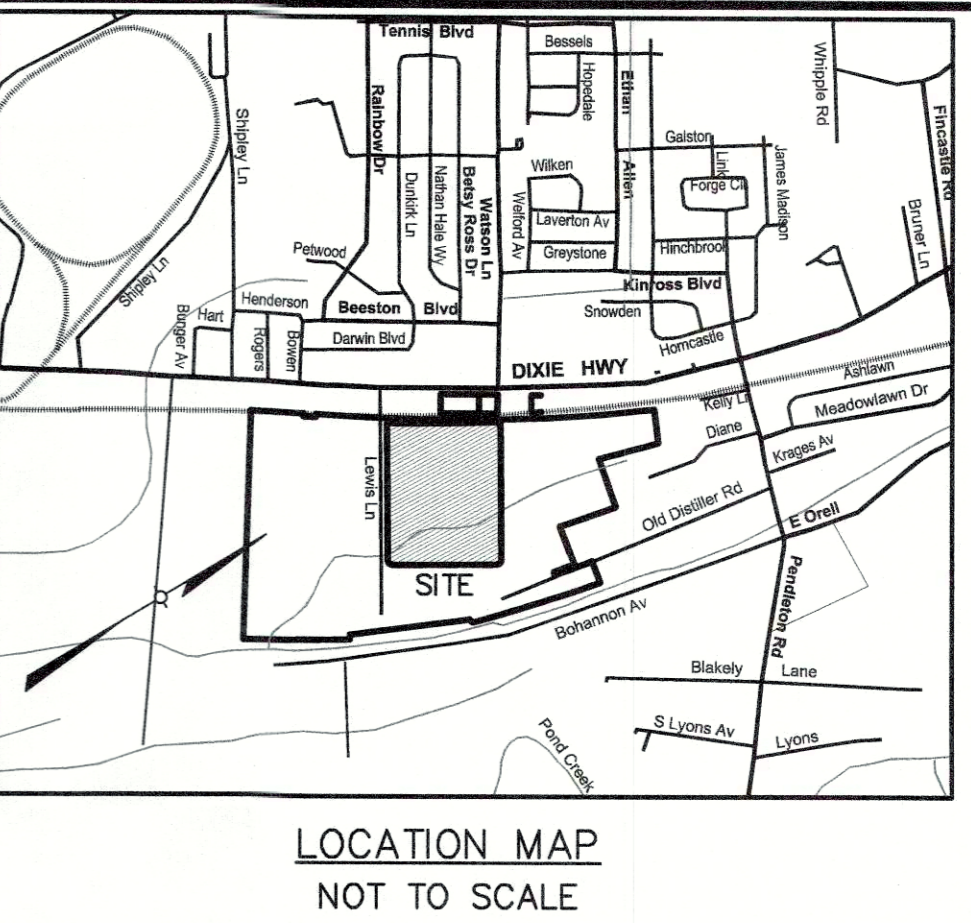 Tennis Blvd
Bessels
Hopedale
Ethan
Allen
Whipple Rd
Fincastle Rd
Shipley Ln
Rainbow Dr
Galston
Link
Forge Ci
James Madison
Wilken
Dunkirk Ln
Nathan Hale Wy
Betsy Ross Dr
Watson Ln
Welford Av
Laverton Av
Greystone
Hinchbrook
Bruner Ln
Petwood
Shipley Ln
Kinross Blvd
Henderson
Beeston Blvd
Snowden
Bunger Av
Hart
Rogers
Bowen
Darwin Blvd
Horncastle
DIXIE HWY
Ashlawn
Kelly Ln
Meadowlawn Dr
Diane
Krages Av
Lewis Ln
Old Distiller Rd
E Orell
SITE
Pendleton Rd
Bohannon Av
Blakely Lane
S Lyons Av
Lyons
Pond Creek
LOCATION MAP
NOT TO SCALE